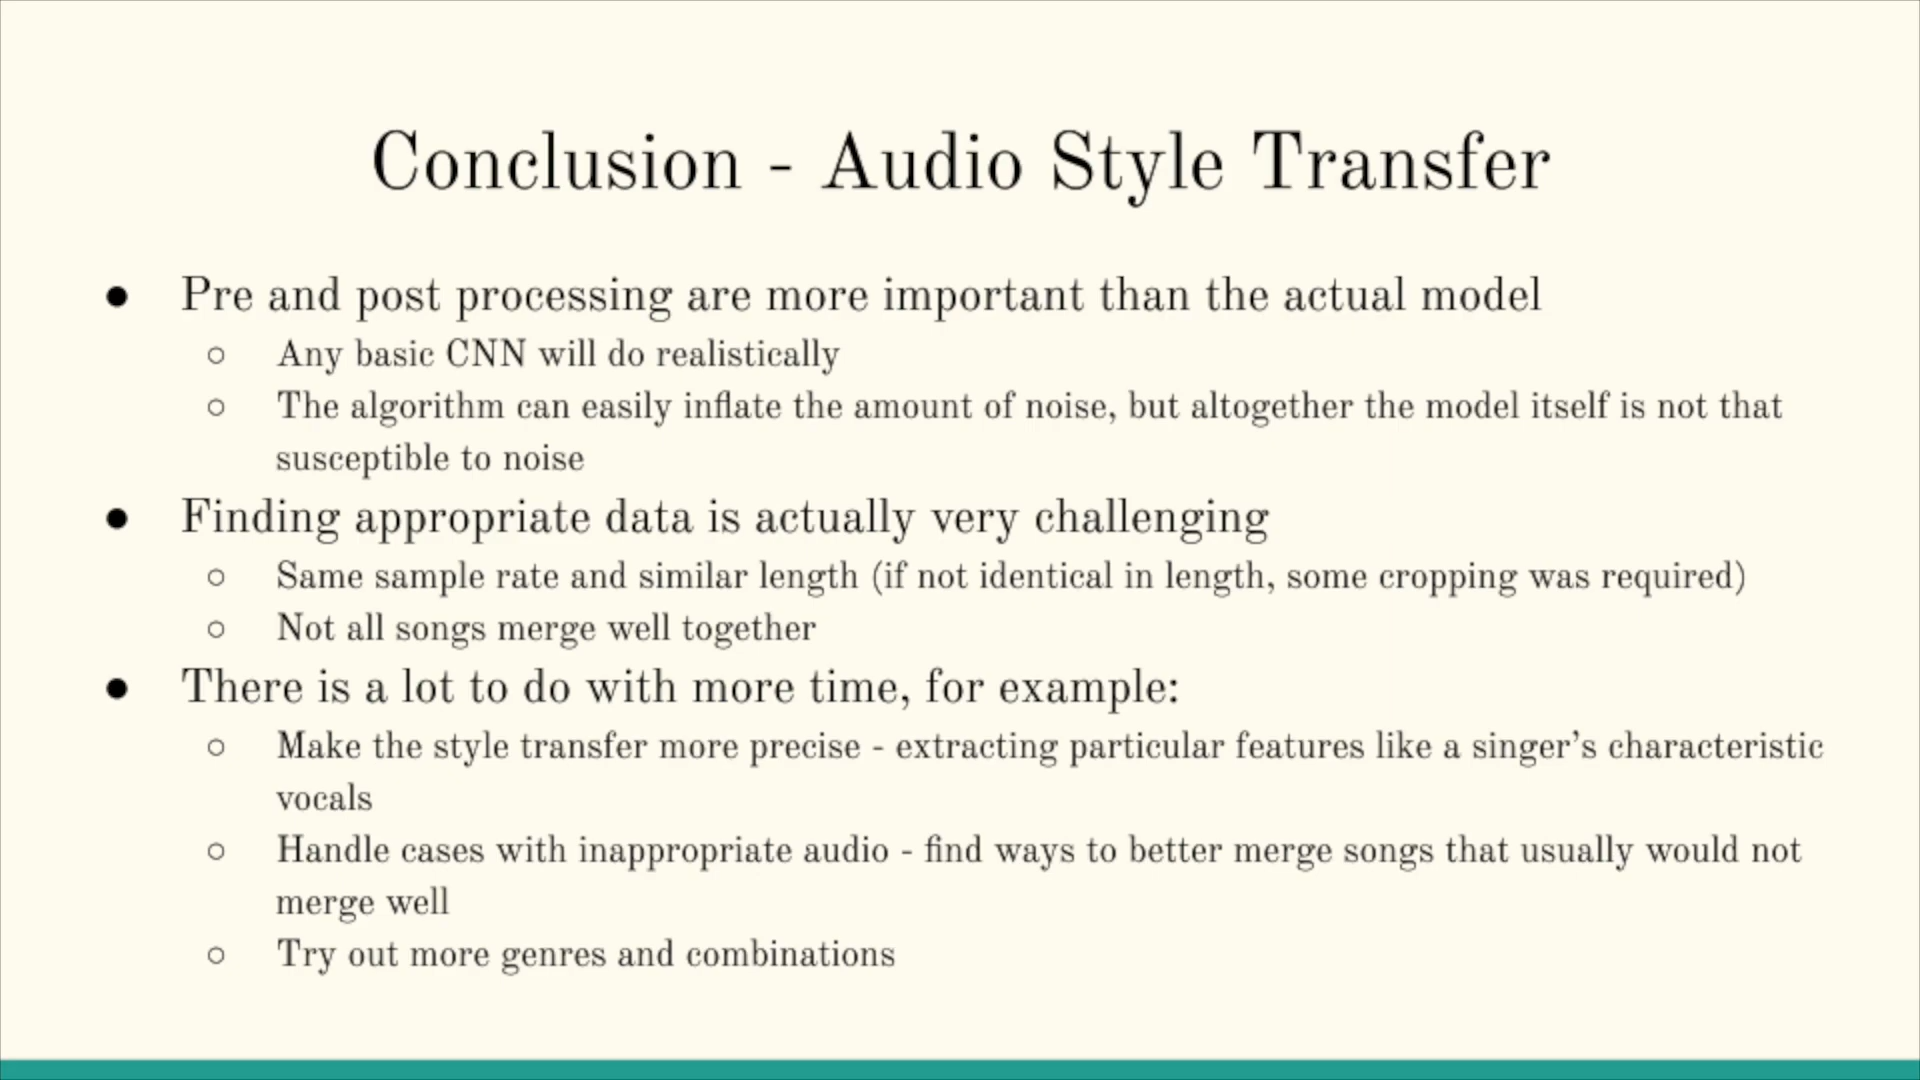 Conclusion - Audio Style Transfer
● Pre and post processing are more important than the actual model
○ Any basic CNN will do realistically
○ The algorithm can easily inflate the amount of noise, but altogether the model itself is not that
susceptible to noise
● Finding appropriate data is actually very challenging
○ Same sample rate and similar length (if not identical in length, some cropping was required)
○ Not all songs merge well together
● There is a lot to do with more time, for example:
○ Make the style transfer more precise - extracting particular features like a singer’s characteristic
vocals
○ Handle cases with inappropriate audio - find ways to better merge songs that usually would not
merge well
○ Try out more genres and combinations